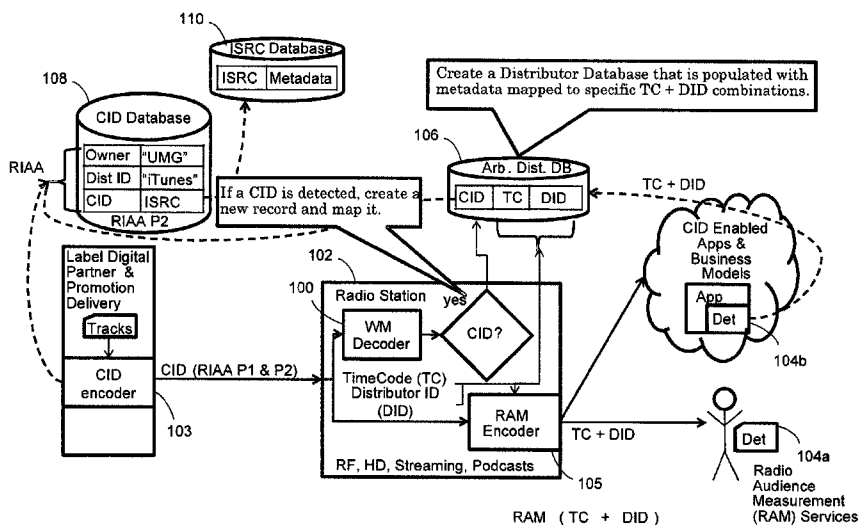 110
ISRC Database
ISRC Metadata
108
CID Database
Owner "UMG"
Dist ID "iTunes"
CID ISRC
RIAA P2
RIAA
Create a Distributor Database that is populated with
metadata mapped to specific TC + DID combinations.
106
Arb. Dist. DB
CID TC DID
TC + DID
If a CID is detected, create a
new record and map it.
CID Enabled
Apps &
Business
Models
App
Det
104b
Label Digital
Partner &
Promotion
Delivery
Tracks
CID
encoder
103
CID (RIAA P1 & P2)
102
Radio Station
100
yes
WM
Decoder
CID?
TimeCode (TC)
Distributor ID
(DID)
RAM
Encoder
RF, HD, Streaming, Podcasts
105
TC + DID
Det
104a
Radio
Audience
Measurement
(RAM) Services
RAM ( TC + DID )